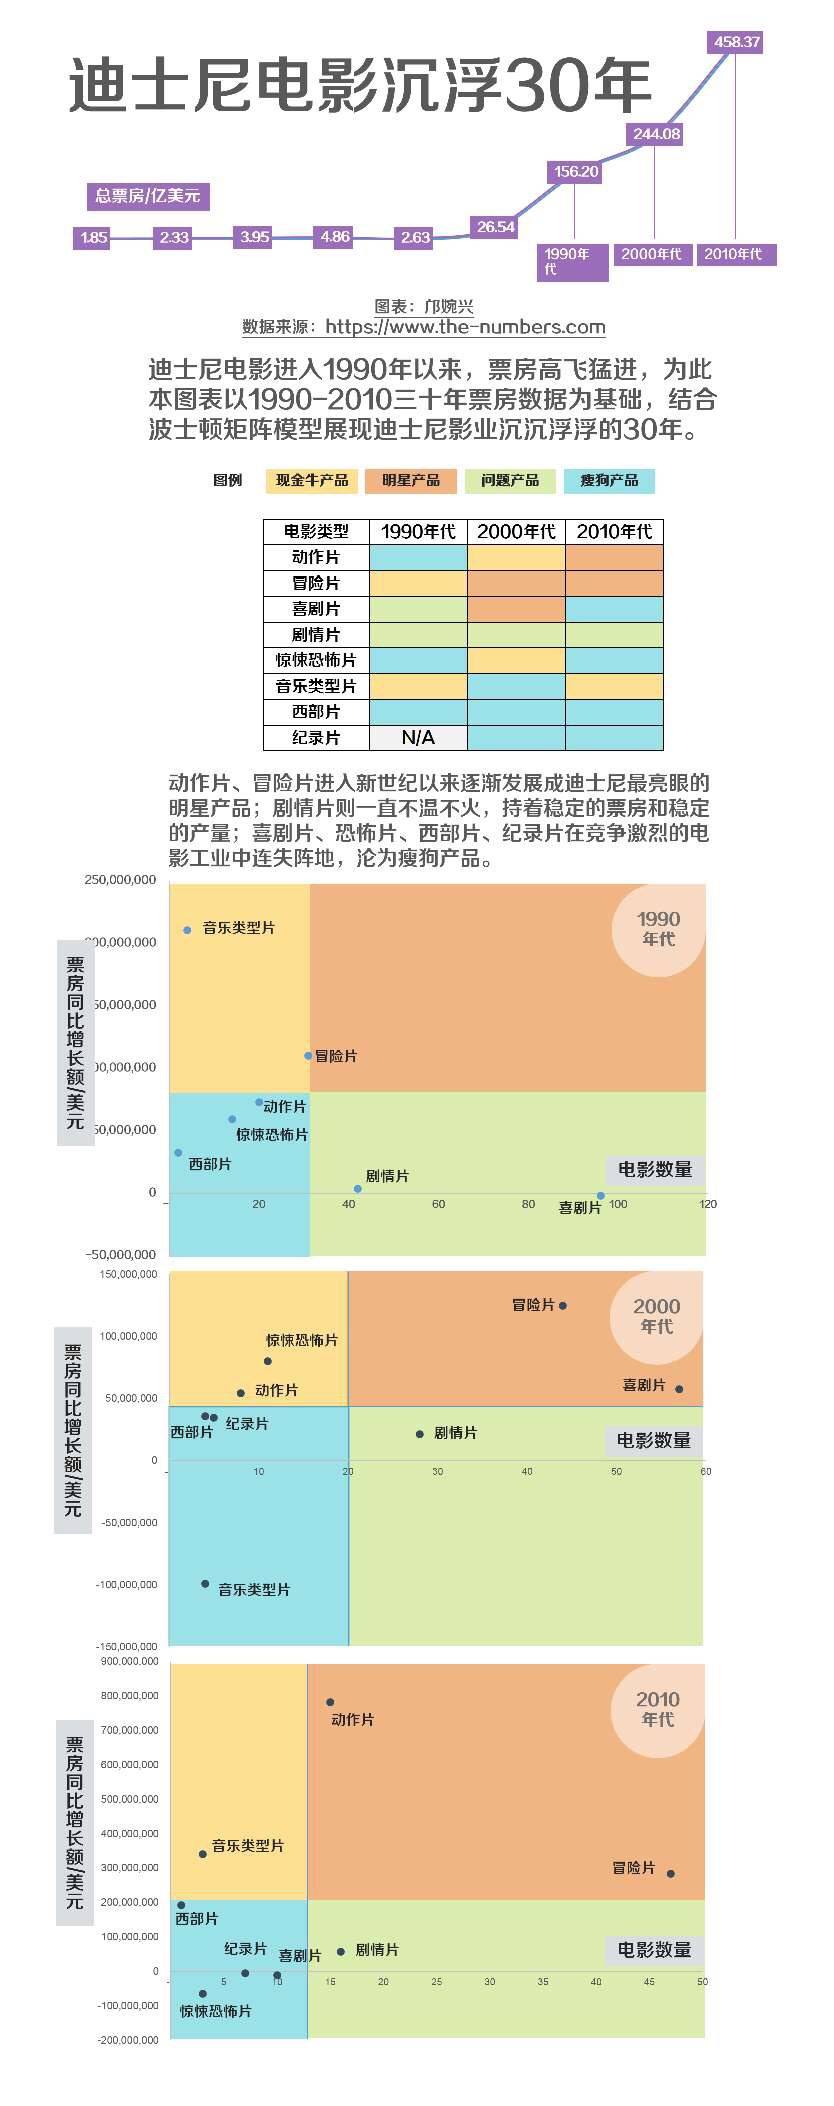 458.37
迪士尼电影沉浮30年
244.08
156.20
总票房/亿美元
1.85
2.33
3.95
4.86
2.63
26.54
1990年
代
2000年代
2010年代
图表：邝婉兴
数据来源：https://www.the-numbers.com
迪士尼电影进入1990年以来，票房高飞猛进，为此
本图表以1990-2010三十年票房数据为基础，结合
波士顿矩阵模型展现迪士尼影业沉沉浮浮的30年。
图例 现金牛产品 明星产品 问题产品 瘦狗产品
电影类型 1990年代 2000年代 2010年代
动作片
冒险片
喜剧片
剧情片
惊悚恐怖片
音乐类型片
西部片
纪录片 N/A
动作片、冒险片进入新世纪以来逐渐发展成迪士尼最亮眼的
明星产品；剧情片则一直不温不火，持着稳定的票房和稳定
的产量；喜剧片、恐怖片、西部片、纪录片在竞争激烈的电
影工业中连失阵地，沦为瘦狗产品。
250,000,000
00,000,000
50,000,000
00,000,000
50,000,000
0
-50,000,000
票房同比增长额/美元
1990
年代
音乐类型片
冒险片
动作片
惊悚恐怖片
西部片
剧情片
喜剧片
电影数量
- 20 40 60 80 100 120
150,000,000
100,000,000
50,000,000
0
-50,000,000
-100,000,000
-150,000,000
票房同比增长额/美元
2000
年代
冒险片
惊悚恐怖片
动作片
喜剧片
纪录片
西部片
剧情片
电影数量
- 10 20 30 40 50 60
音乐类型片
900,000,000
800,000,000
700,000,000
600,000,000
500,000,000
400,000,000
300,000,000
200,000,000
100,000,000
0
-100,000,000
-200,000,000
票房同比增长额/美元
2010
年代
动作片
音乐类型片
冒险片
西部片
纪录片
喜剧片
剧情片
电影数量
- 5 10 15 20 25 30 35 40 45 50
惊悚恐怖片